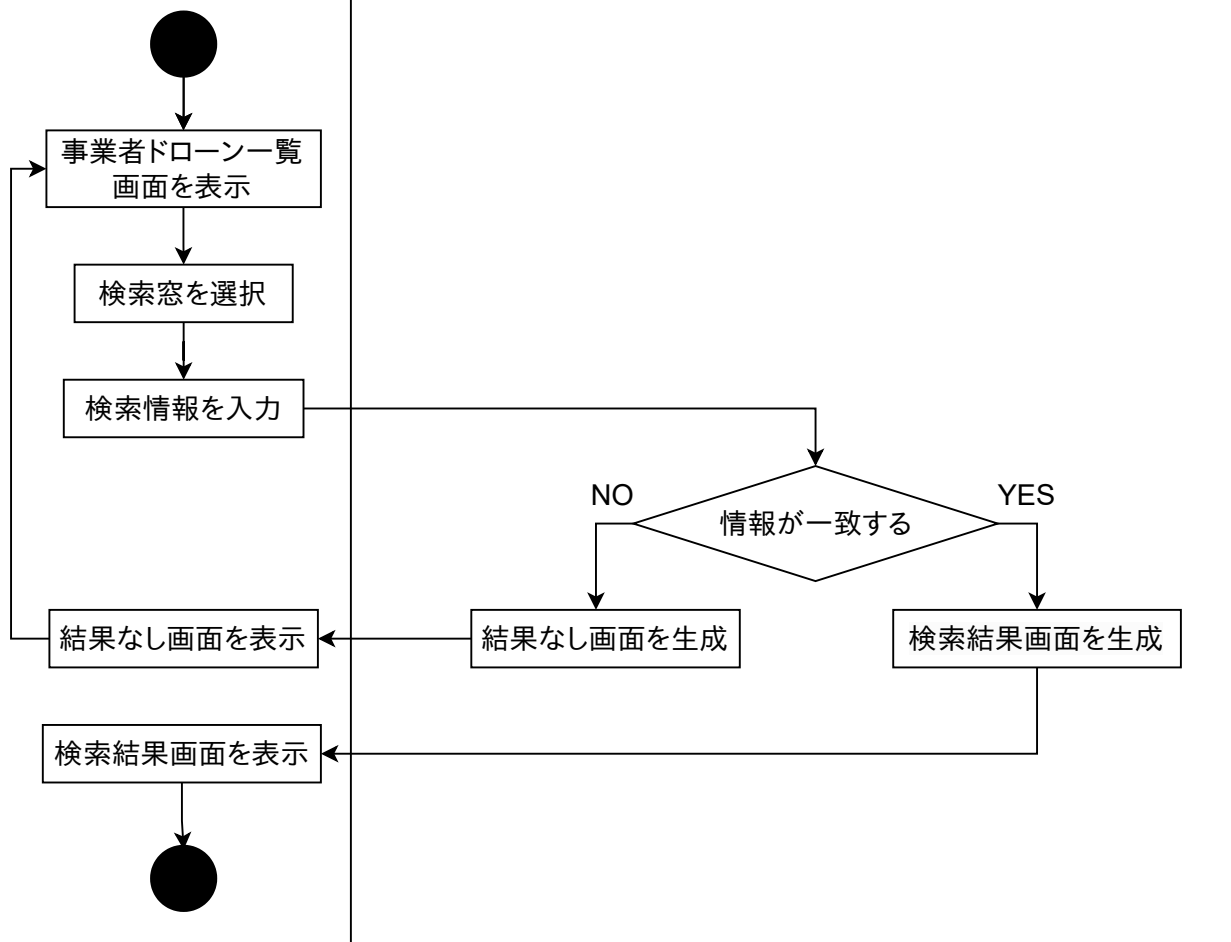 事業者ドローン一覧
画面を表示
検索窓を選択
検索情報を入力
NO
YES
情報が一致する
結果なし画面を表示
結果なし画面を生成
検索結果画面を生成
検索結果画面を表示